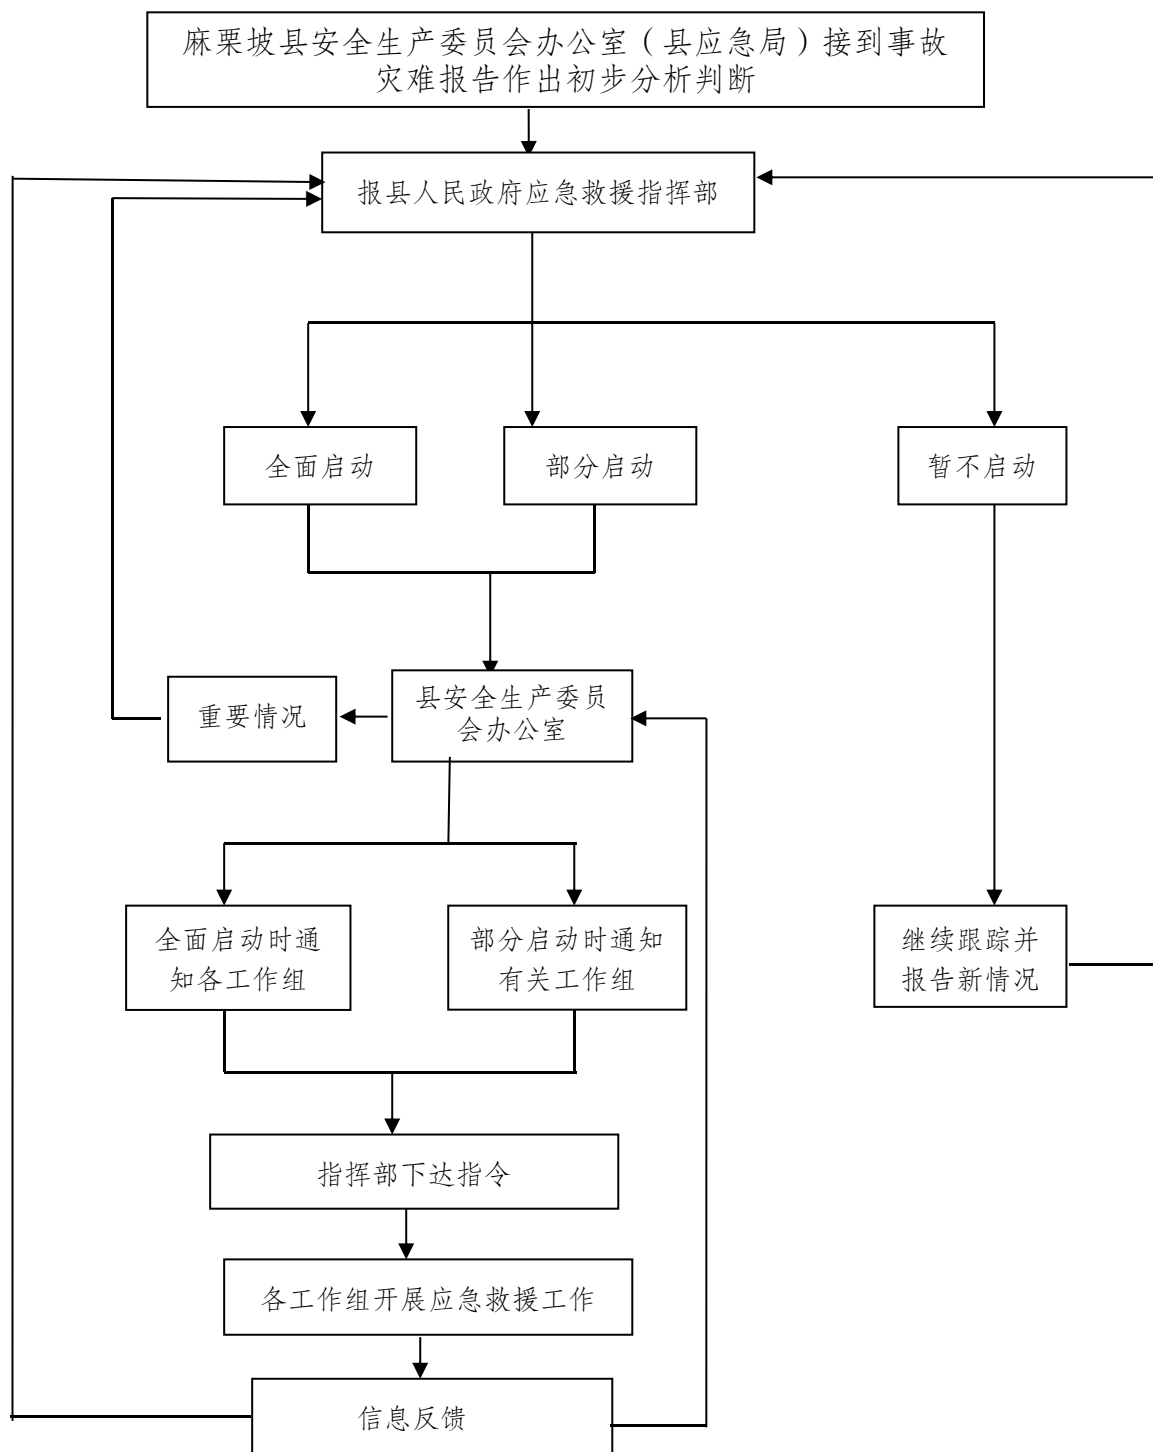 麻栗坡县安全生产委员会办公室（县应急局）接到事故
灾难报告作出初步分析判断
报县人民政府应急救援指挥部
全面启动
部分启动
暂不启动
重要情况
县安全生产委员
会办公室
全面启动时通
知各工作组
部分启动时通知
有关工作组
继续跟踪并
报告新情况
指挥部下达指令
各工作组开展应急救援工作
信息反馈